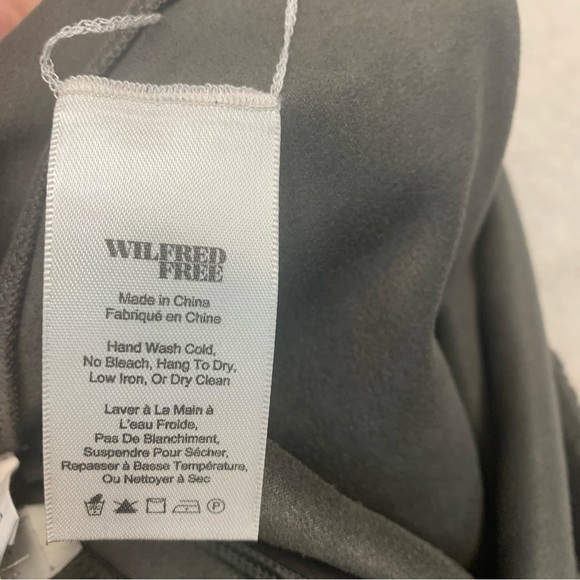 WILFRED
FREE
Made in China
Fabriqué en Chine
Hand Wash Cold,
No Bleach, Hang To Dry,
Low Iron, Or Dry Clean
Laver à La Main à
L'eau Froide,
Pas De Blanchiment,
Suspendre Pour Sécher,
Repasser à Basse Température,
Ou Nettoyer à Sec
P